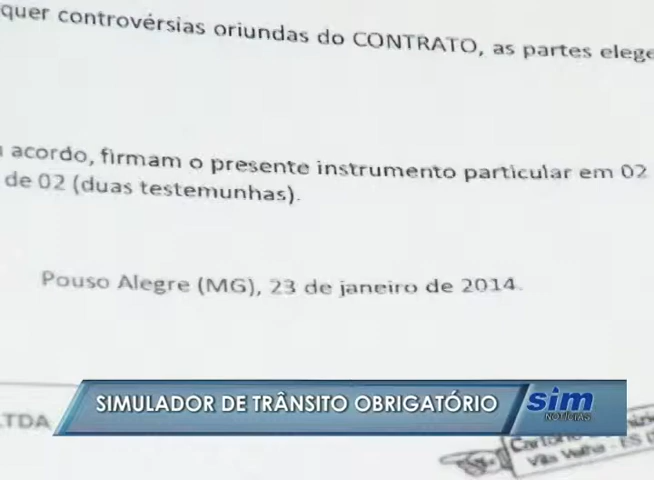 quer controvérsias oriundas do CONTRATO, as partes elege
acordo, firmam o presente instrumento particular em 02
de 02 (duas testemunhas).
Pouso Alegre (MG), 23 de janeiro de 2014.
SIMULADOR DE TRÂNSITO OBRIGATÓRIO
sim
NOTÍCIAS
LTDA
Cartório
Vila Velha - ES